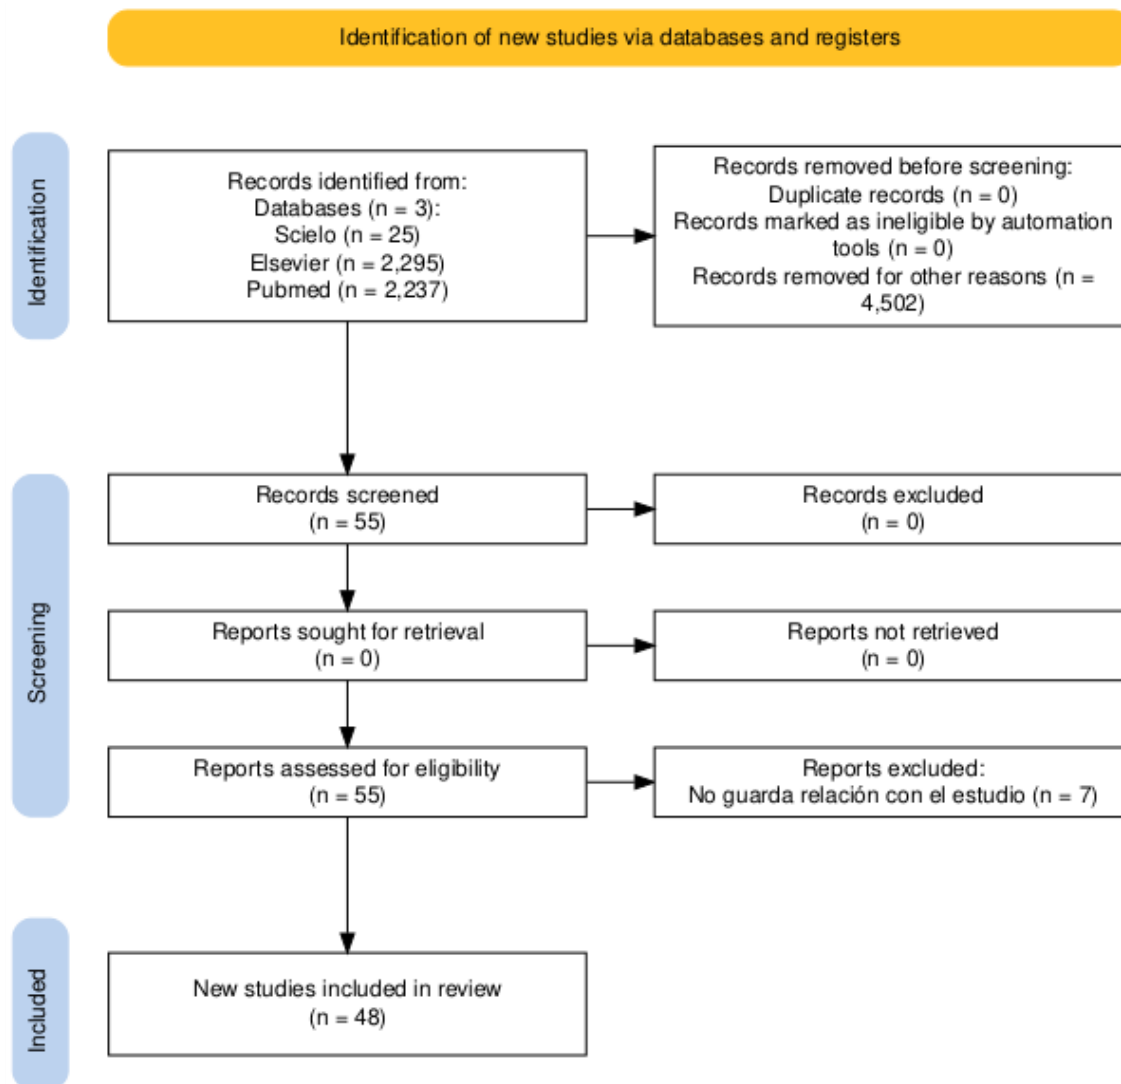 Identification of new studies via databases and registers
Identification
Records identified from:
Databases (n = 3):
Scielo (n = 25)
Elsevier (n = 2,295)
Pubmed (n = 2,237)
Records removed before screening:
Duplicate records (n = 0)
Records marked as ineligible by automation
tools (n = 0)
Records removed for other reasons (n =
4,502)
Screening
Records screened
(n = 55)
Records excluded
(n = 0)
Reports sought for retrieval
(n = 0)
Reports not retrieved
(n = 0)
Reports assessed for eligibility
(n = 55)
Reports excluded:
No guarda relación con el estudio (n = 7)
Included
New studies included in review
(n = 48)